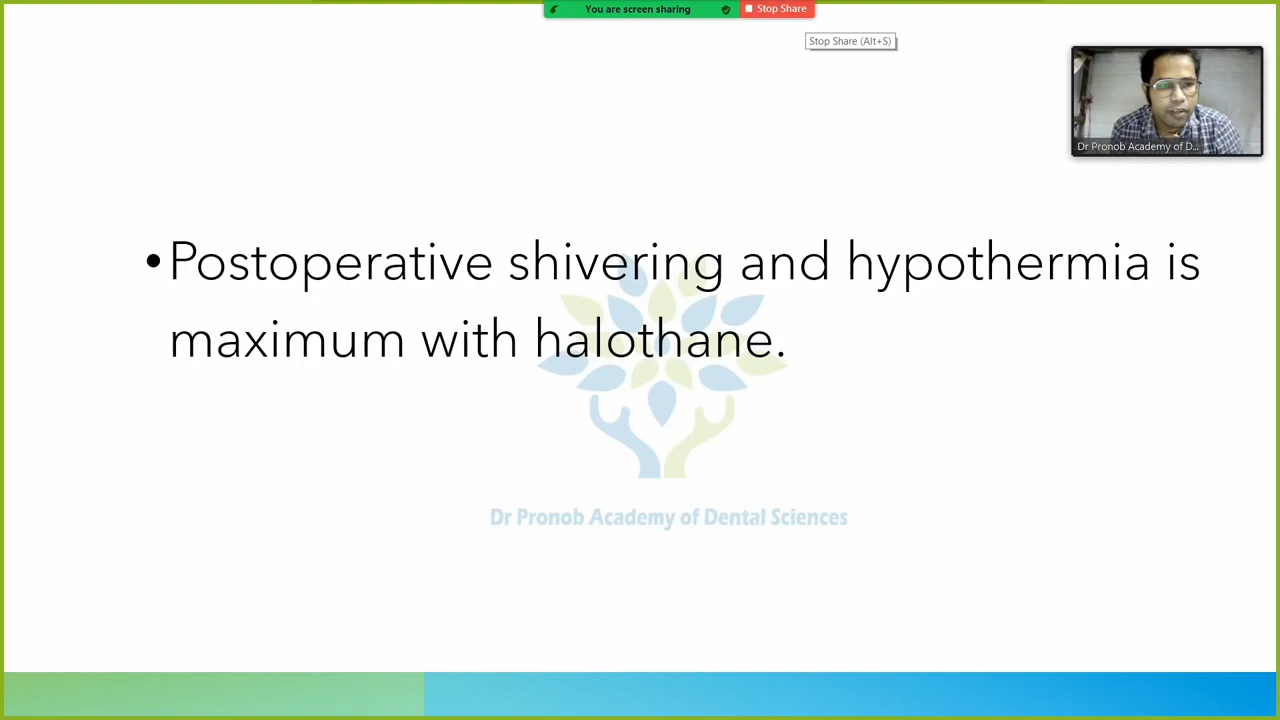 You are screen sharing
Stop Share
Stop Share (Alt+S)
Dr Pronob Academy of D...
•Postoperative shivering and hypothermia is
maximum with halothane.
Dr Pronob Academy of Dental Sciences